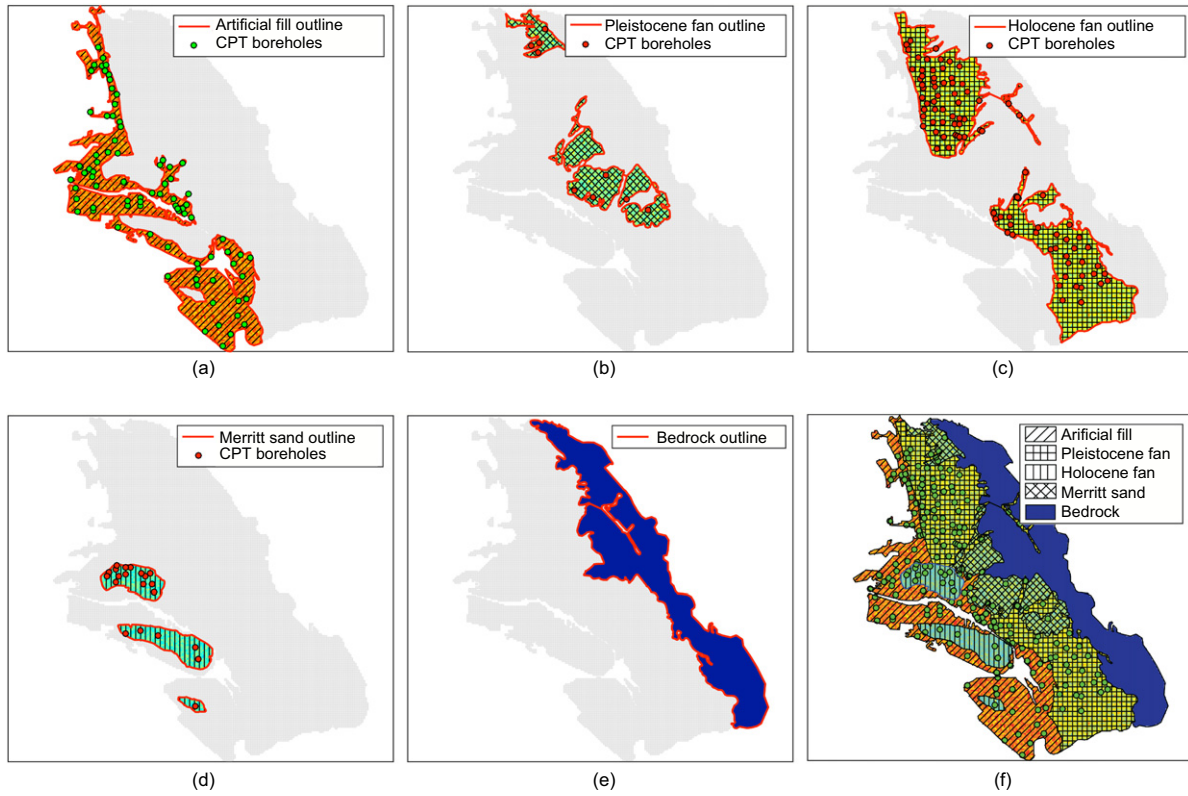 Artificial fill outline
CPT boreholes
(a)
Pleistocene fan outline
CPT boreholes
(b)
Holocene fan outline
CPT boreholes
(c)
Merritt sand outline
CPT boreholes
(d)
Bedrock outline
(e)
Arificial fill
Pleistocene fan
Holocene fan
Merritt sand
Bedrock
(f)